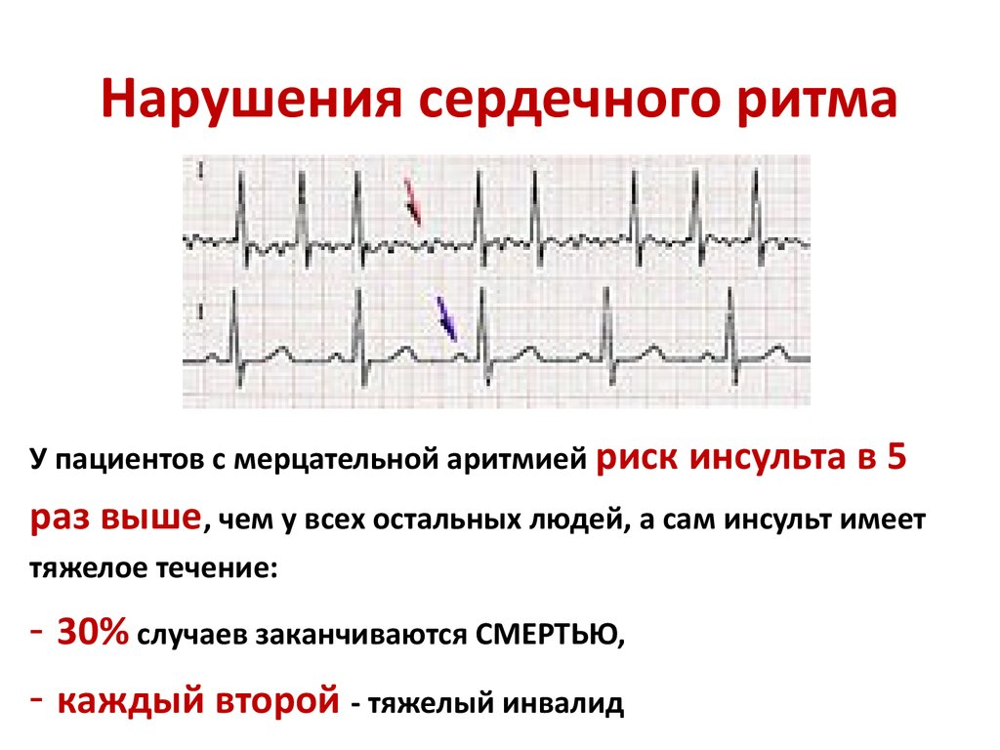 Нарушения сердечного ритма
I
I
У пациентов с мерцательной аритмией риск инсульта в 5
раз выше, чем у всех остальных людей, а сам инсульт имеет
тяжелое течение:
- 30% случаев заканчиваются СМЕРТЬЮ,
- каждый второй - тяжелый инвалид